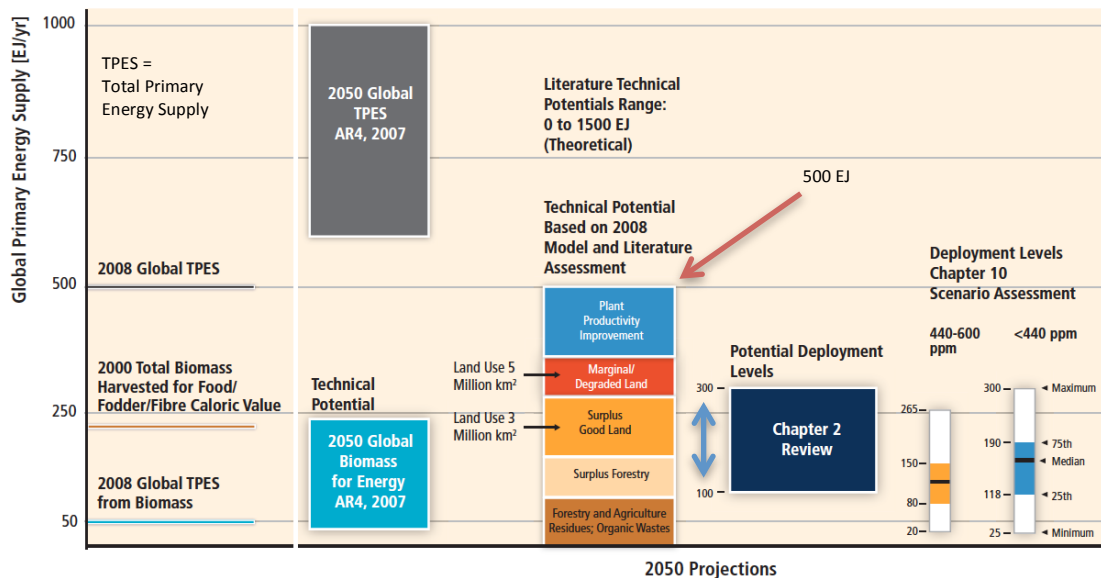 Global Primary Energy Supply [EJ/yr]
1000
750
500
250
50
TPES =
Total Primary
Energy Supply
2008 Global TPES
2000 Total Biomass
Harvested for Food/
Fodder/Fibre Caloric Value
2008 Global TPES
from Biomass
2050 Global
TPES
AR4, 2007
Technical
Potential
2050 Global
Biomass
for Energy
AR4, 2007
Literature Technical
Potentials Range:
0 to 1500 EJ
(Theoretical)
500 EJ
Technical Potential
Based on 2008
Model and Literature
Assessment
Plant
Productivity
Improvement
Land Use 5
Million km²
Marginal/
Degraded Land
Land Use 3
Million km²
Surplus
Good Land
Surplus Forestry
Forestry and Agriculture
Residues; Organic Wastes
Potential Deployment
Levels
300
Chapter 2
Review
100
Deployment Levels
Chapter 10
Scenario Assessment
440-600
ppm
<440 ppm
265
150
80
20
300
190
118
25
Maximum
75th
Median
25th
Minimum
2050 Projections